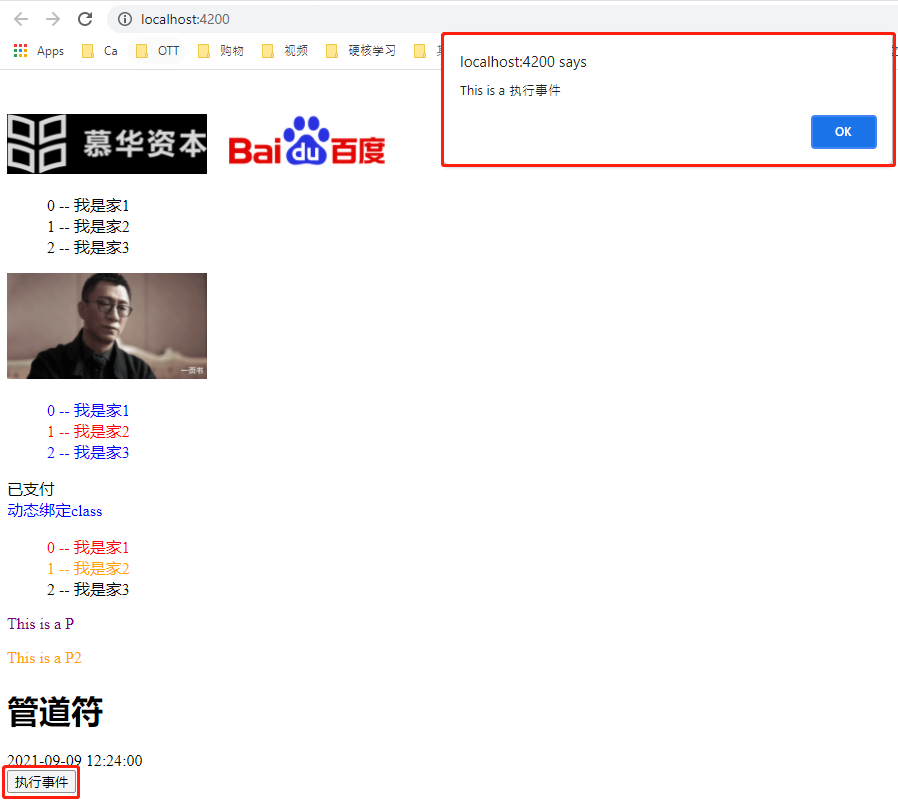 localhost:4200
Apps Ca OTT 购物 视频 硬核学习
localhost:4200 says
This is a 执行事件
OK
慕华资本 Bai du 百度
0 -- 我是家1
1 -- 我是家2
2 -- 我是家3
一页书
0 -- 我是家1
1 -- 我是家2
2 -- 我是家3
已支付
动态绑定class
0 -- 我是家1
1 -- 我是家2
2 -- 我是家3
This is a P
This is a P2
管道符
2021-09-09 12:24:00
执行事件